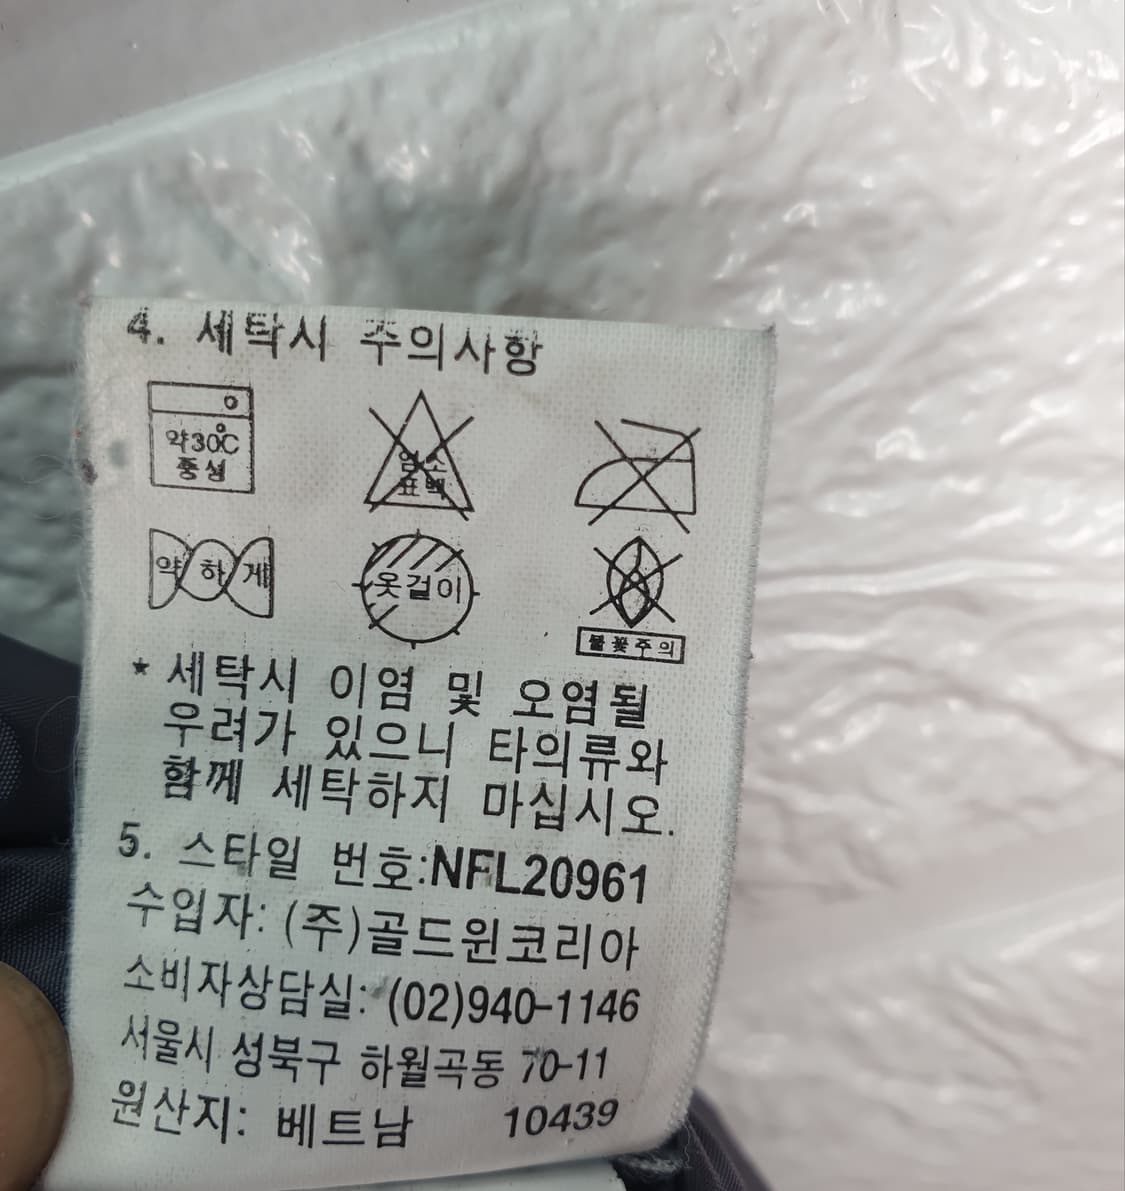 4. 세탁시 주의사항
약30℃
중성
염소
표백
약하게
옷걸이
불꽃주의
* 세탁시 이염 및 오염될
우려가 있으니 타의류와
함께 세탁하지 마십시오.
5. 스타일 번호:NFL20961
수입자: (주)골드윈코리아
소비자상담실: (02)940-1146
서울시 성북구 하월곡동 70-11
원산지: 베트남 10439